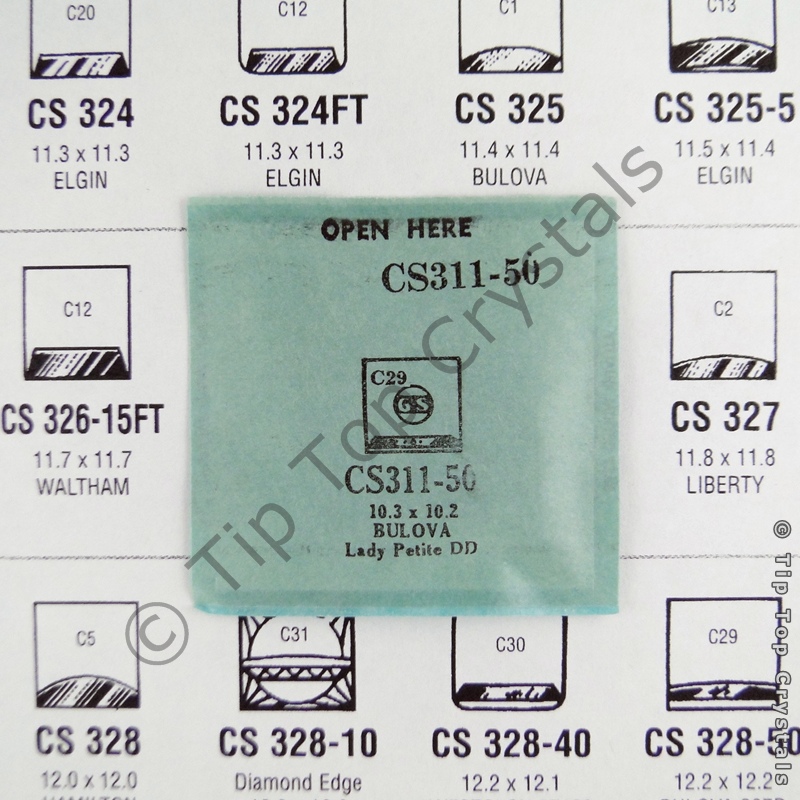 C20 C12 C1 C13
CS 324 CS 324FT CS 325 CS 325-5
11.3 x 11.3 11.3 x 11.3 11.4 x 11.4 11.5 x 11.4
ELGIN ELGIN BULOVA ELGIN
OPEN HERE
CS311-50
C29
GS
CS311-50
10.3 x 10.2
BULOVA
Lady Petite DD
C12
CS 326-15FT
11.7 x 11.7
WALTHAM
C2
CS 327
11.8 x 11.8
LIBERTY
C5 C31 C30 C29
CS 328 CS 328-10 CS 328-40 CS 328-50
12.0 x 12.0 Diamond Edge 12.2 x 12.1 12.2 x 12.2
HAMILTON
© Tip Top Crystals
© Tip Top Crystals